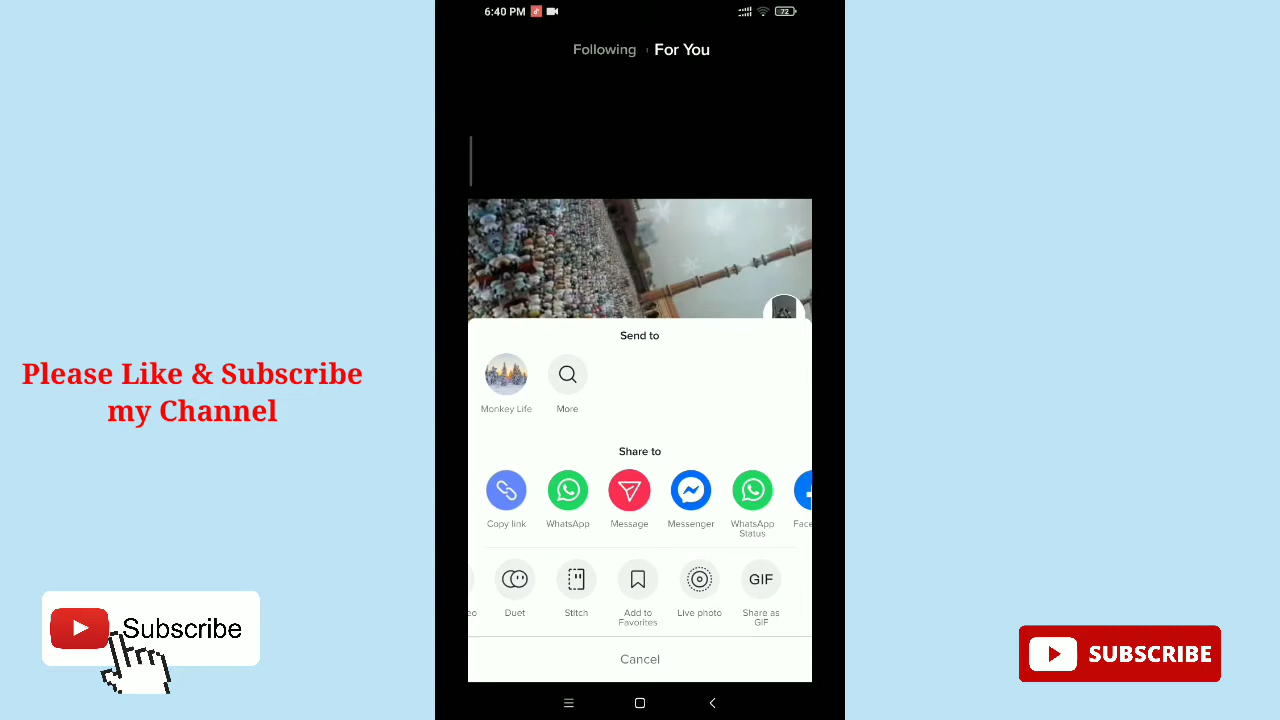 6:40 PM
72
Following
For You
Send to
Monkey Life
More
Share to
Copy link
WhatsApp
Message
Messenger
WhatsApp
Status
Face
eo
Duet
Stitch
Add to
Favorites
Live photo
GIF
Share as
GIF
Cancel
Please Like & Subscribe
my Channel
Subscribe
SUBSCRIBE